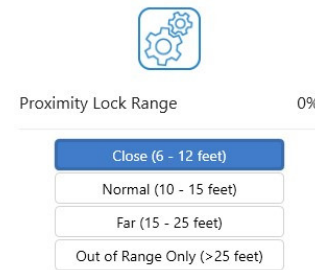 Proximity Lock Range 0%
Close (6 - 12 feet)
Normal (10 - 15 feet)
Far (15 - 25 feet)
Out of Range Only (>25 feet)